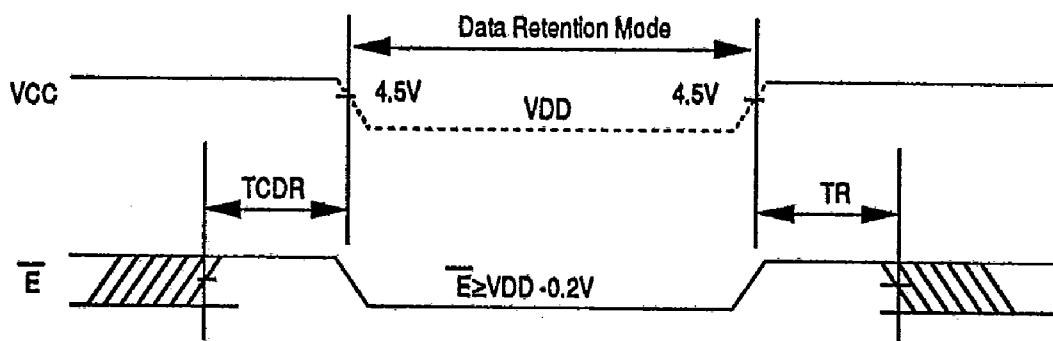 Data Retention Mode
VCC
4.5V
VDD
4.5V
TCDR
TR
E
E≥VDD -0.2V